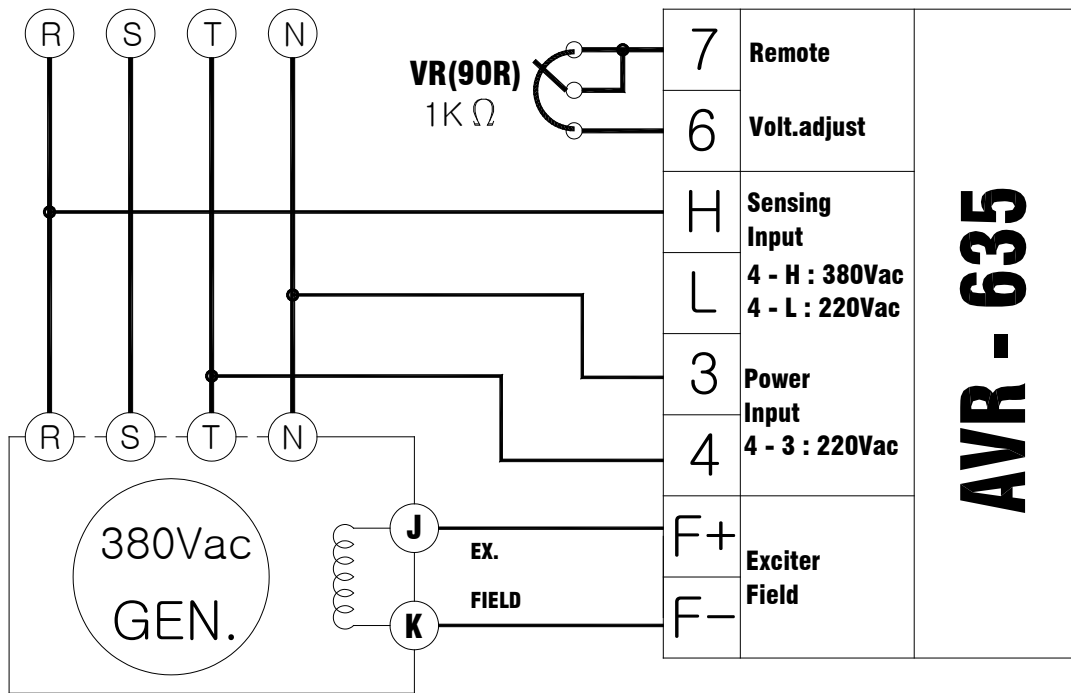 R S T N
VR(90R)
1K Ω
7 Remote
6 Volt.adjust
H Sensing
Input
L 4 - H : 380Vac
4 - L : 220Vac
3 Power
Input
4 4 - 3 : 220Vac
F+ Exciter
F- Field
AVR - 635
R S T N
380Vac
GEN.
J
EX.
FIELD
K